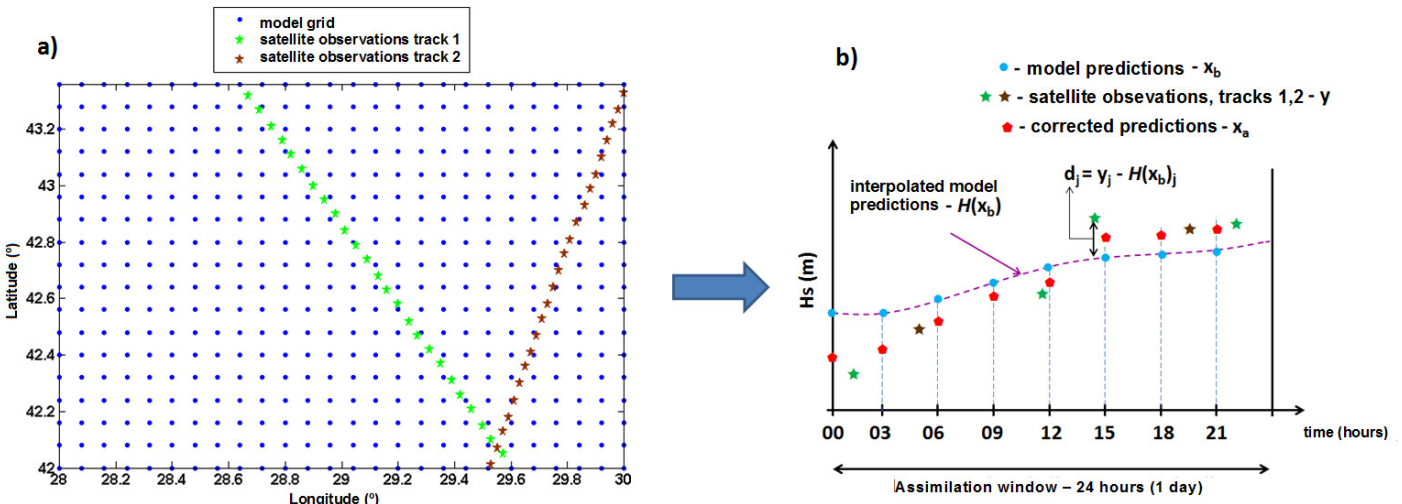 a)
model grid
satellite observations track 1
satellite observations track 2
43.2
43
42.8
42.6
42.4
42.2
42
Latitude (º)
28 28.2 28.4 28.6 28.8 29 29.2 29.4 29.6 29.8 30
Longitude (º)
b)
- model predictions - xb
- satellite obsevations, tracks 1,2 - y
- corrected predictions - xa
dj = yj - H(xb)j
interpolated model
predictions - H(xb)
Hs (m)
00 03 06 09 12 15 18 21 time (hours)
Assimilation window – 24 hours (1 day)